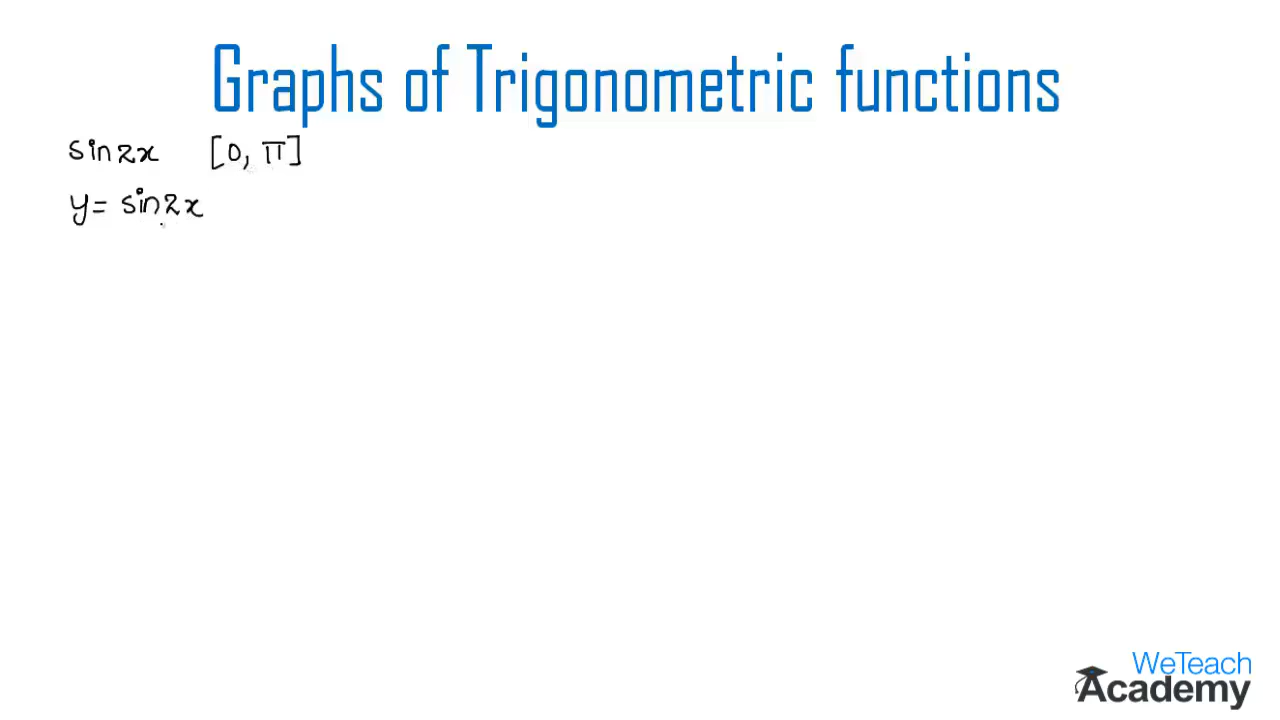 Graphs of Trigonometric functions
sin2x [0, π]
y= sin2x
WeTeach
Academy